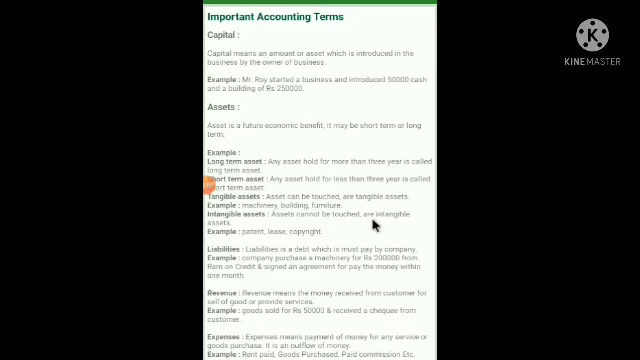 Important Accounting Terms
Capital :
Capital means an amount or asset which is introduced in the
business by the owner of business.
Example : Mr. Roy started a business and introduced 50000 cash
and a building of Rs 250000.
Assets :
Asset is a future economic benefit, it may be short term or long
term.
Example :
Long term asset : Any asset hold for more than three year is called
long term asset.
Short term asset : Any asset hold for less than three year is called
short term asset
Tangible assets : Asset can be touched, are tangible assets.
Example : machinery, building, furniture.
Intangible assets : Assets cannot be touched, are intangible
assets.
Example : patent, lease, copyright.
Liabilities : Liabilities is a debt which is must pay by company.
Example : company purchase a machinery for Rs 200000 from
Ram on Credit & signed an agreement for pay the money within
one month.
Revenue : Revenue means the money received from customer for
sell of good or provide services.
Example : goods sold for Rs 50000 & received a chequee from
customer.
Expenses : Expenses means payment of money for any service or
goods purchase. It is an outflow of money.
Example : Rent paid, Goods Purchased, Paid commission Etc.
K
KINEMASTER